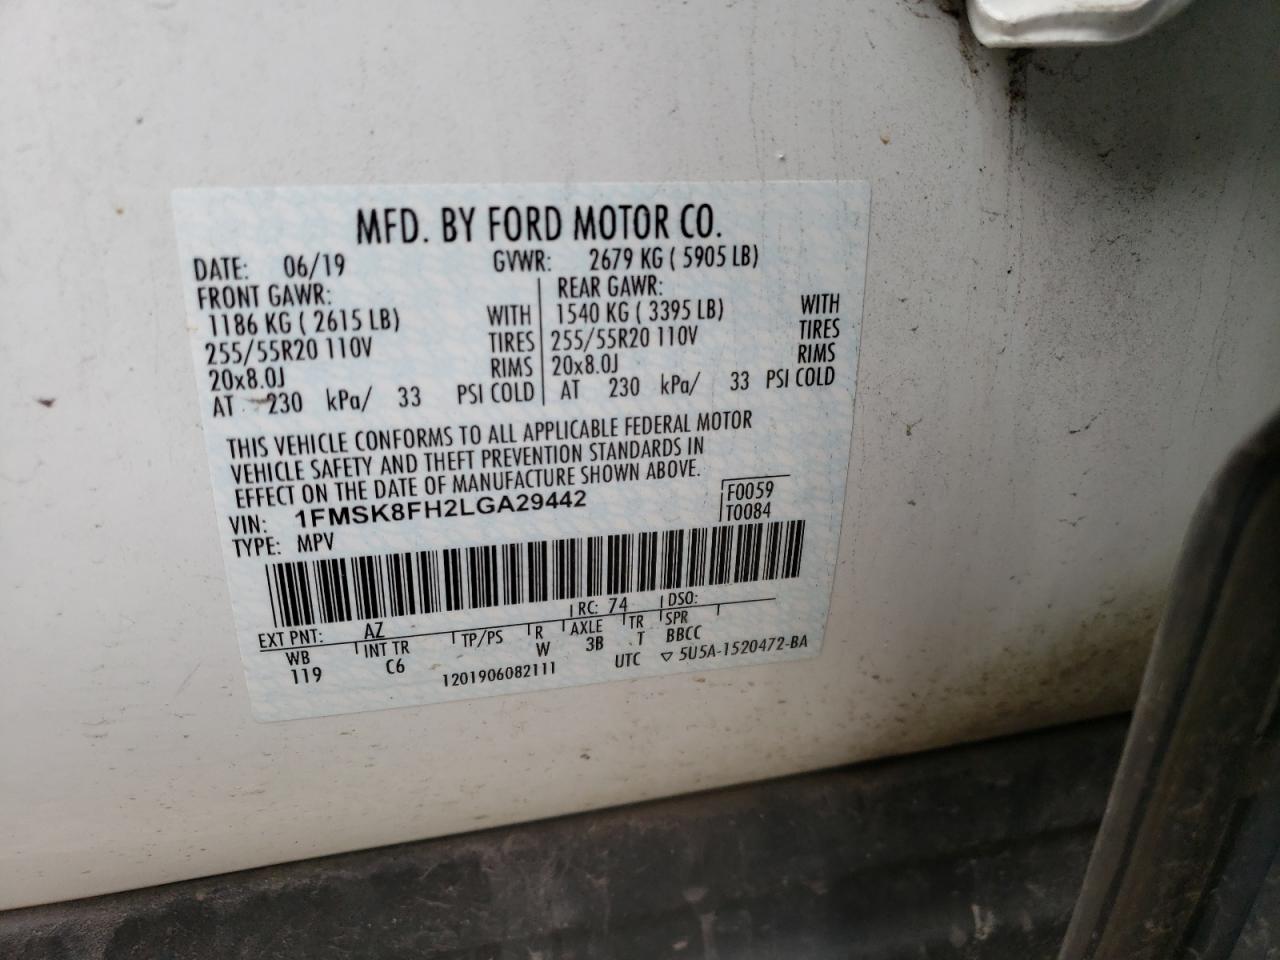 MFD. BY FORD MOTOR CO.
DATE: 06/19 GVWR: 2679 KG ( 5905 LB)
FRONT GAWR: REAR GAWR:
1186 KG ( 2615 LB) WITH 1540 KG ( 3395 LB) WITH
255/55R20 110V TIRES 255/55R20 110V TIRES
20x8.0J RIMS 20x8.0J RIMS
AT 230 kPa/ 33 PSI COLD AT 230 kPa/ 33 PSI COLD
THIS VEHICLE CONFORMS TO ALL APPLICABLE FEDERAL MOTOR
VEHICLE SAFETY AND THEFT PREVENTION STANDARDS IN
EFFECT ON THE DATE OF MANUFACTURE SHOWN ABOVE.
VIN: 1FMSK8FH2LGA29442 F0059
TYPE: MPV T0084
EXT PNT: AZ RC: 74 DSO:
WB INT TR TP/PS R AXLE TR SPR
119 C6 W 3B T BBCC
1201906082111 UTC ▽ 5U5A-1520472-BA